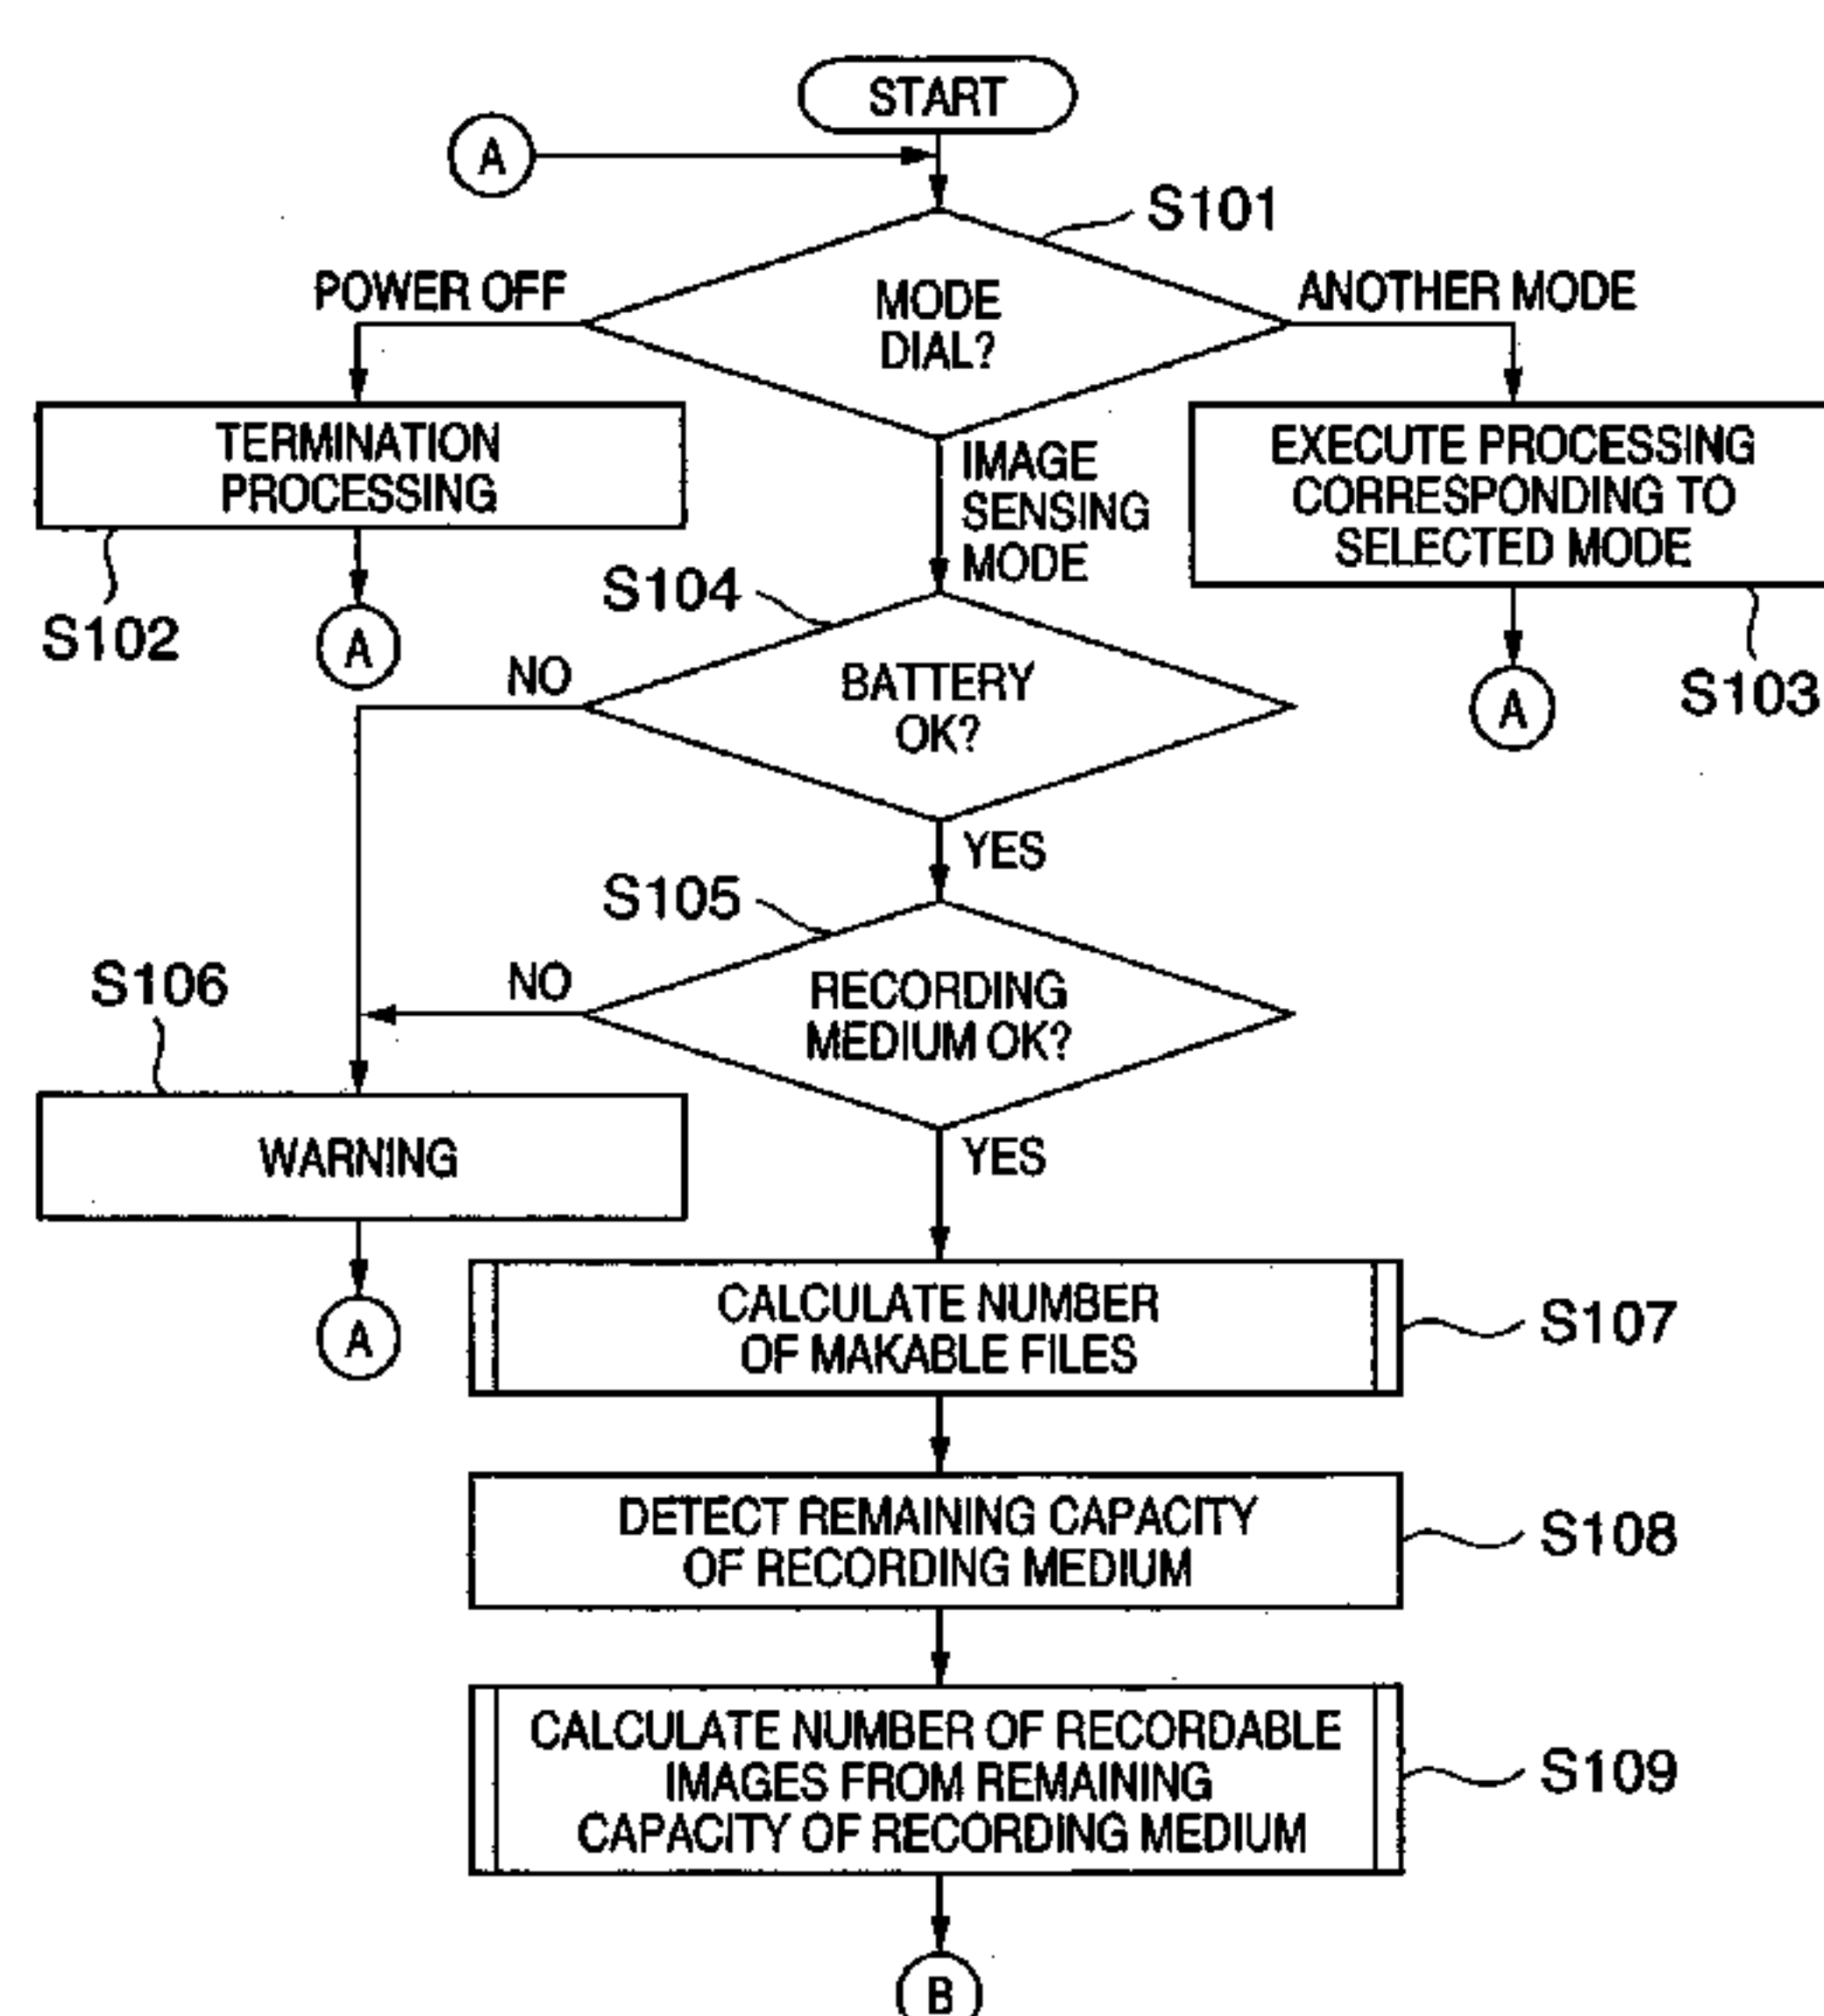 START
A
S101
POWER OFF
MODE
DIAL?
ANOTHER MODE
TERMINATION
PROCESSING
IMAGE
SENSING
MODE
EXECUTE PROCESSING
CORRESPONDING TO
SELECTED MODE
S102
A
S104
S103
A
NO
BATTERY
OK?
YES
S105
S106
NO
RECORDING
MEDIUM OK?
WARNING
YES
A
CALCULATE NUMBER
OF MAKABLE FILES
S107
DETECT REMAINING CAPACITY
OF RECORDING MEDIUM
S108
CALCULATE NUMBER OF RECORDABLE
IMAGES FROM REMAINING
CAPACITY OF RECORDING MEDIUM
S109
B